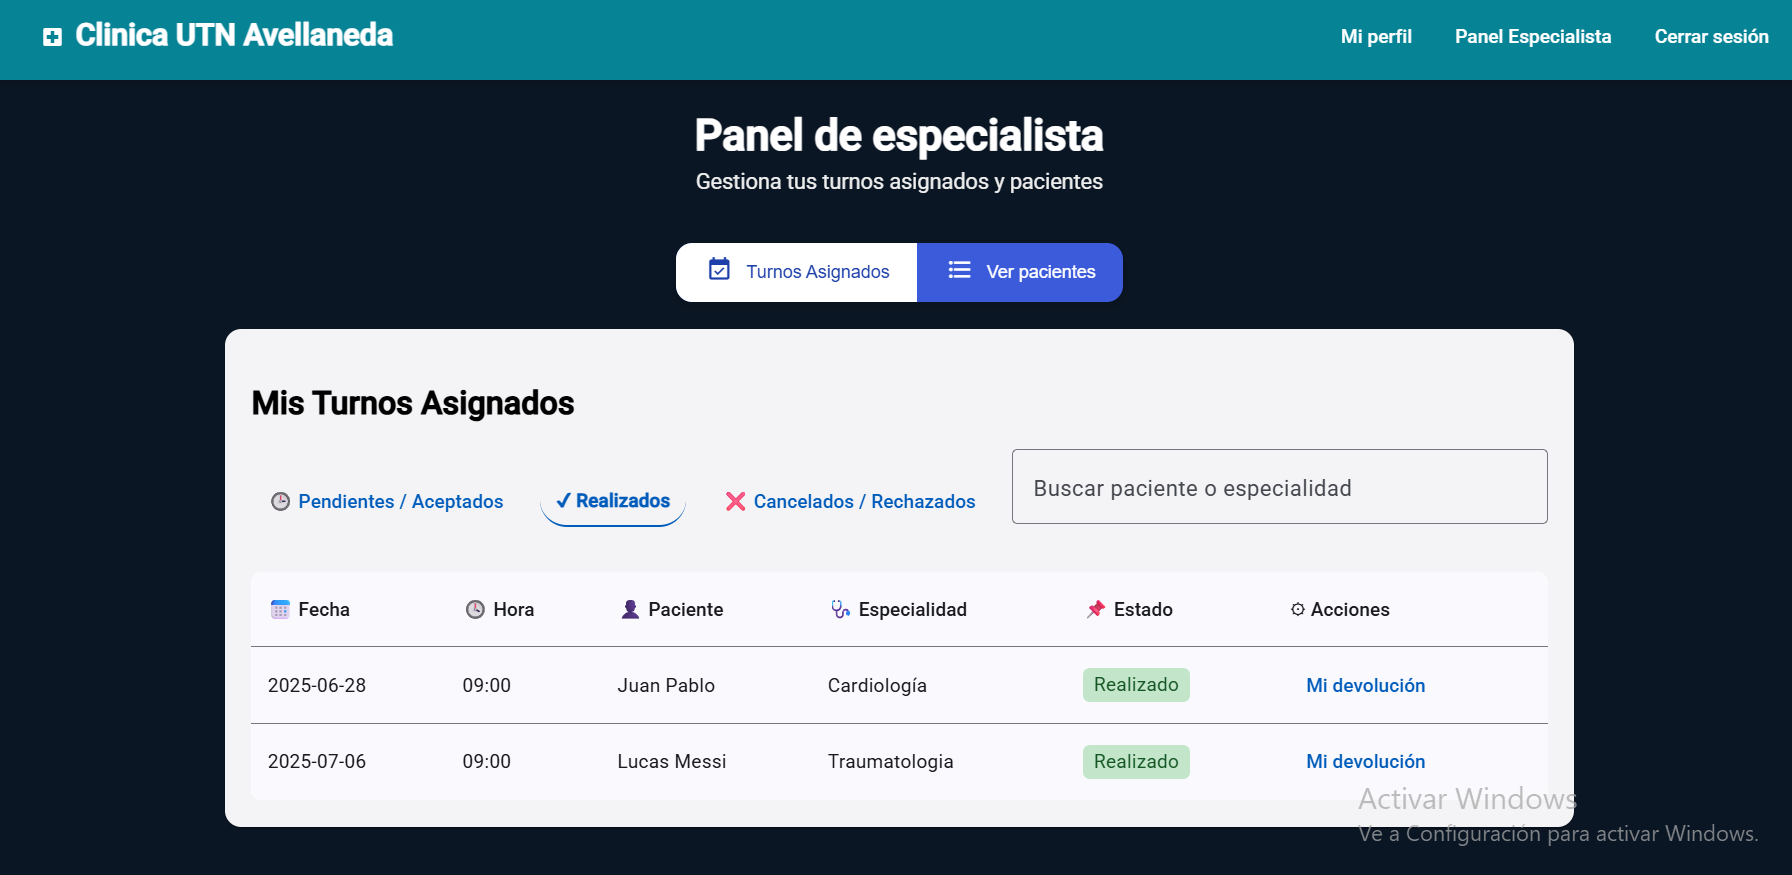 Clinica UTN Avellaneda
Mi perfil Panel Especialista Cerrar sesión
Panel de especialista
Gestiona tus turnos asignados y pacientes
Turnos Asignados Ver pacientes
Mis Turnos Asignados
🕒 Pendientes / Aceptados ✔ Realizados ❌ Cancelados / Rechazados Buscar paciente o especialidad
📅 Fecha 🕒 Hora 👤 Paciente 🩺 Especialidad 📌 Estado ⚙ Acciones
2025-06-28 09:00 Juan Pablo Cardiología Realizado Mi devolución
2025-07-06 09:00 Lucas Messi Traumatologia Realizado Mi devolución
Activar Windows
Ve a Configuración para activar Windows.